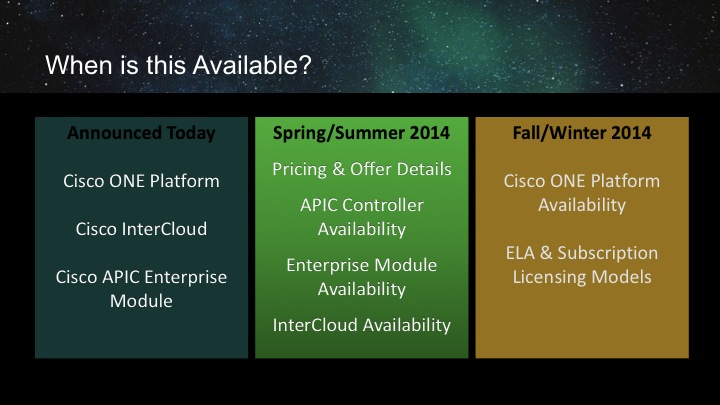 When is this Available?
Announced Today
Cisco ONE Platform
Cisco InterCloud
Cisco APIC Enterprise
Module
Spring/Summer 2014
Pricing & Offer Details
APIC Controller
Availability
Enterprise Module
Availability
InterCloud Availability
Fall/Winter 2014
Cisco ONE Platform
Availability
ELA & Subscription
Licensing Models